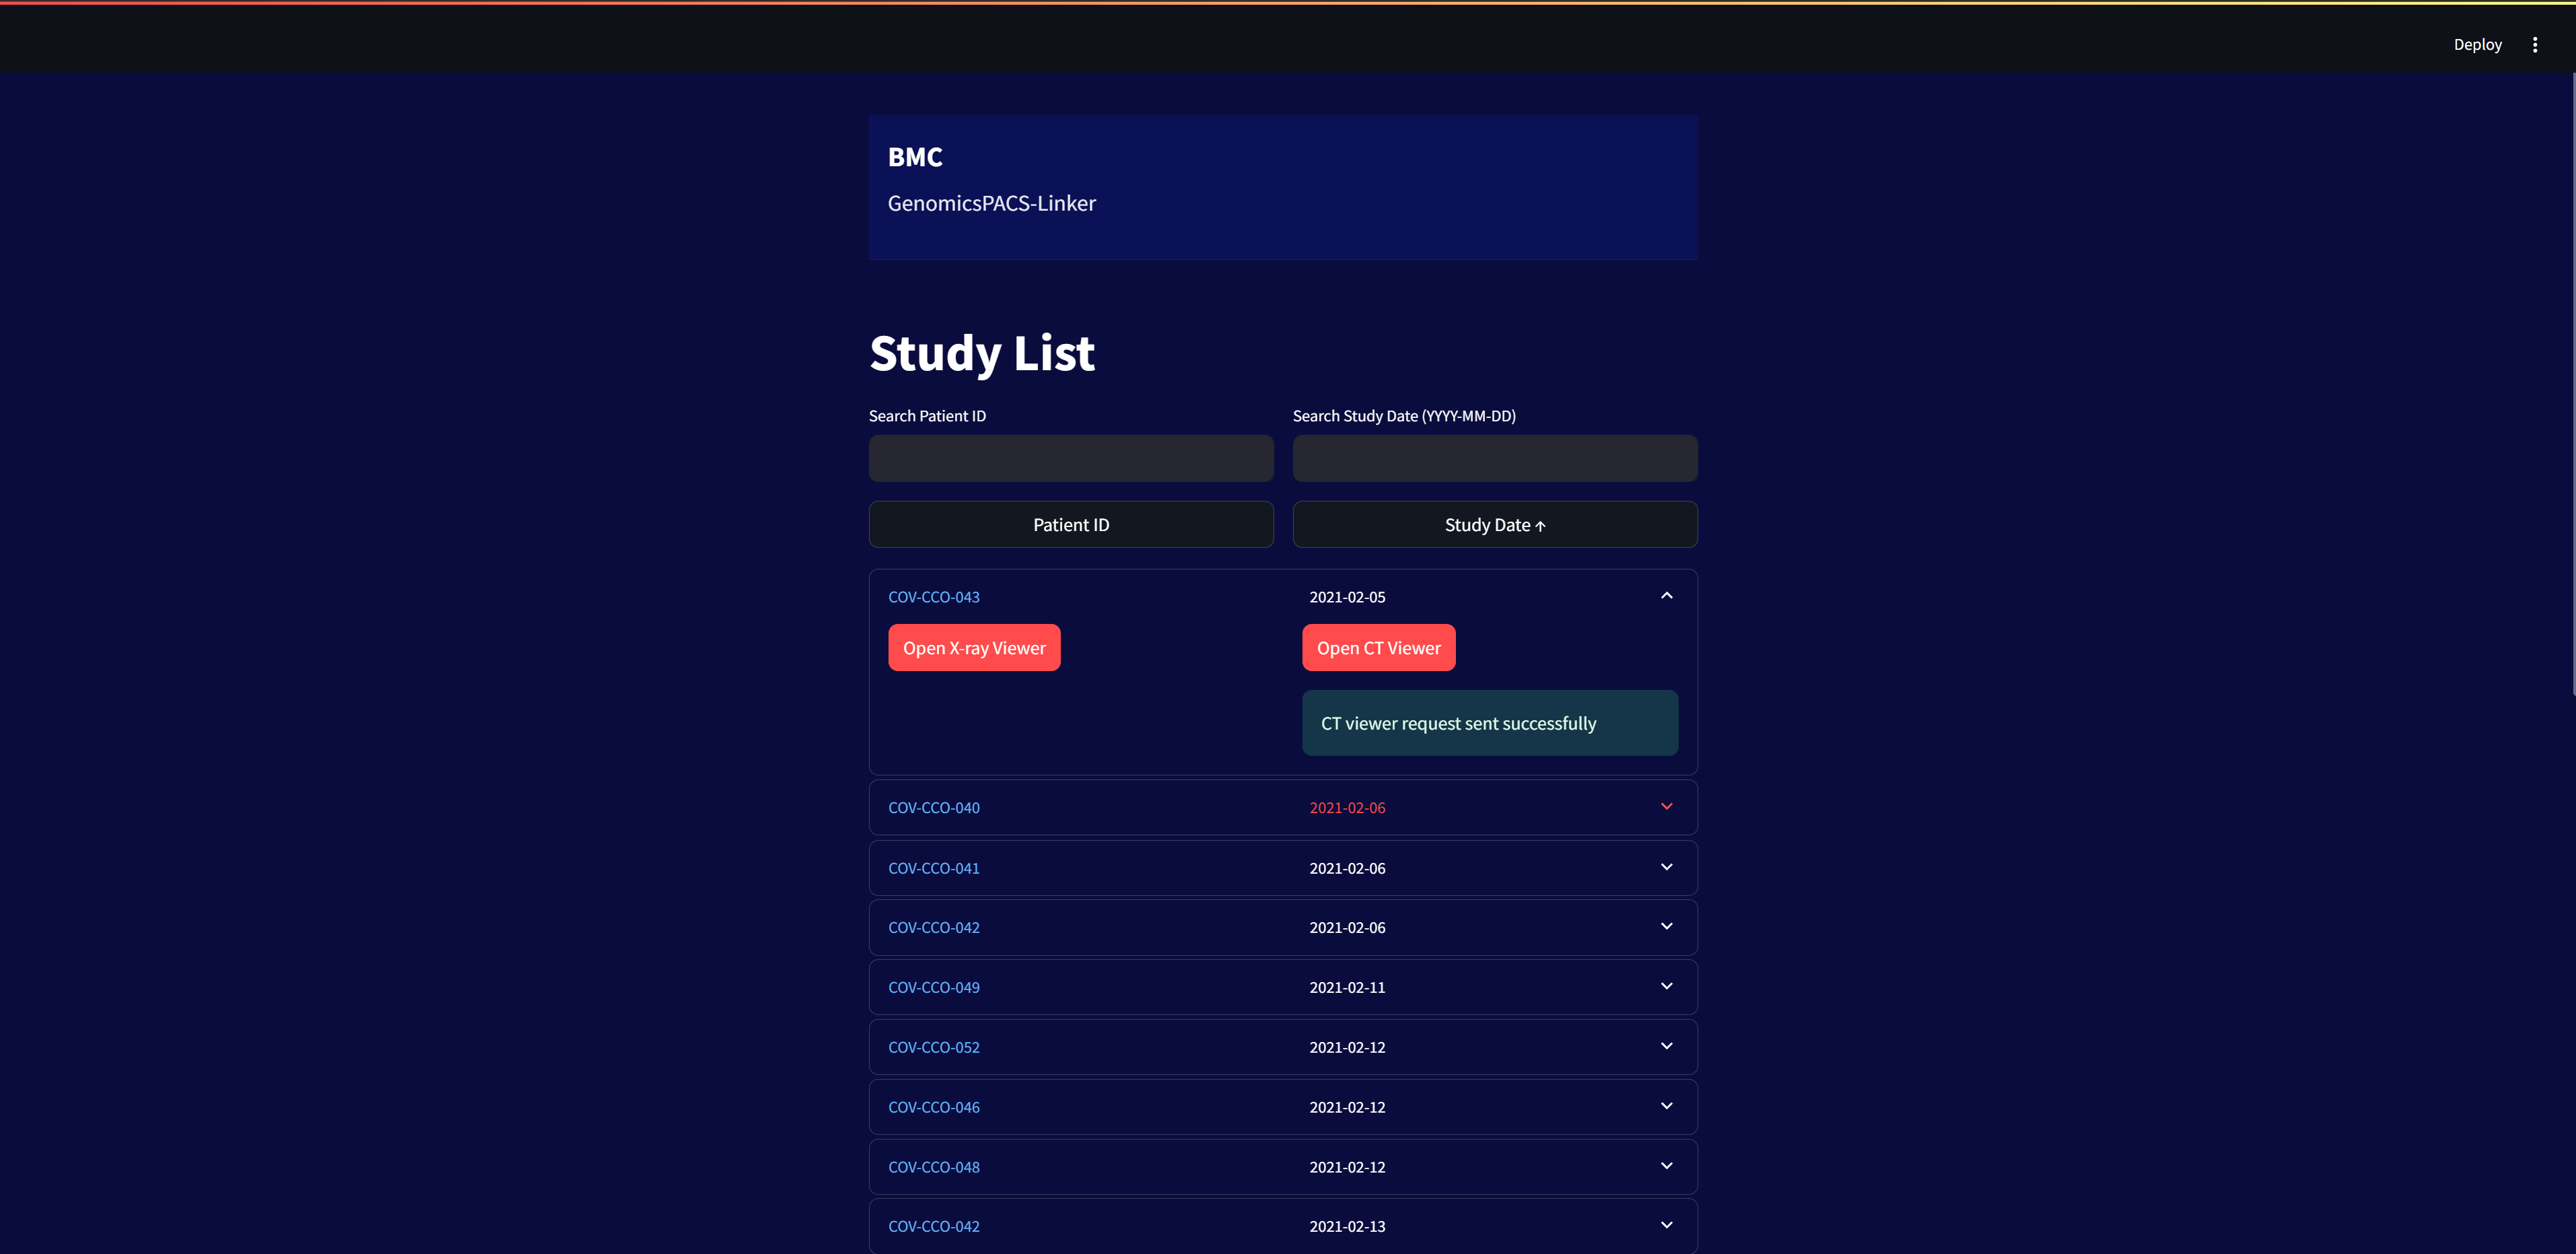 Deploy
BMC
GenomicsPACS-Linker
Study List
Search Patient ID Search Study Date (YYYY-MM-DD)
Patient ID Study Date ↑
COV-CCO-043 2021-02-05
Open X-ray Viewer Open CT Viewer
CT viewer request sent successfully
COV-CCO-040 2021-02-06
COV-CCO-041 2021-02-06
COV-CCO-042 2021-02-06
COV-CCO-049 2021-02-11
COV-CCO-052 2021-02-12
COV-CCO-046 2021-02-12
COV-CCO-048 2021-02-12
COV-CCO-042 2021-02-13